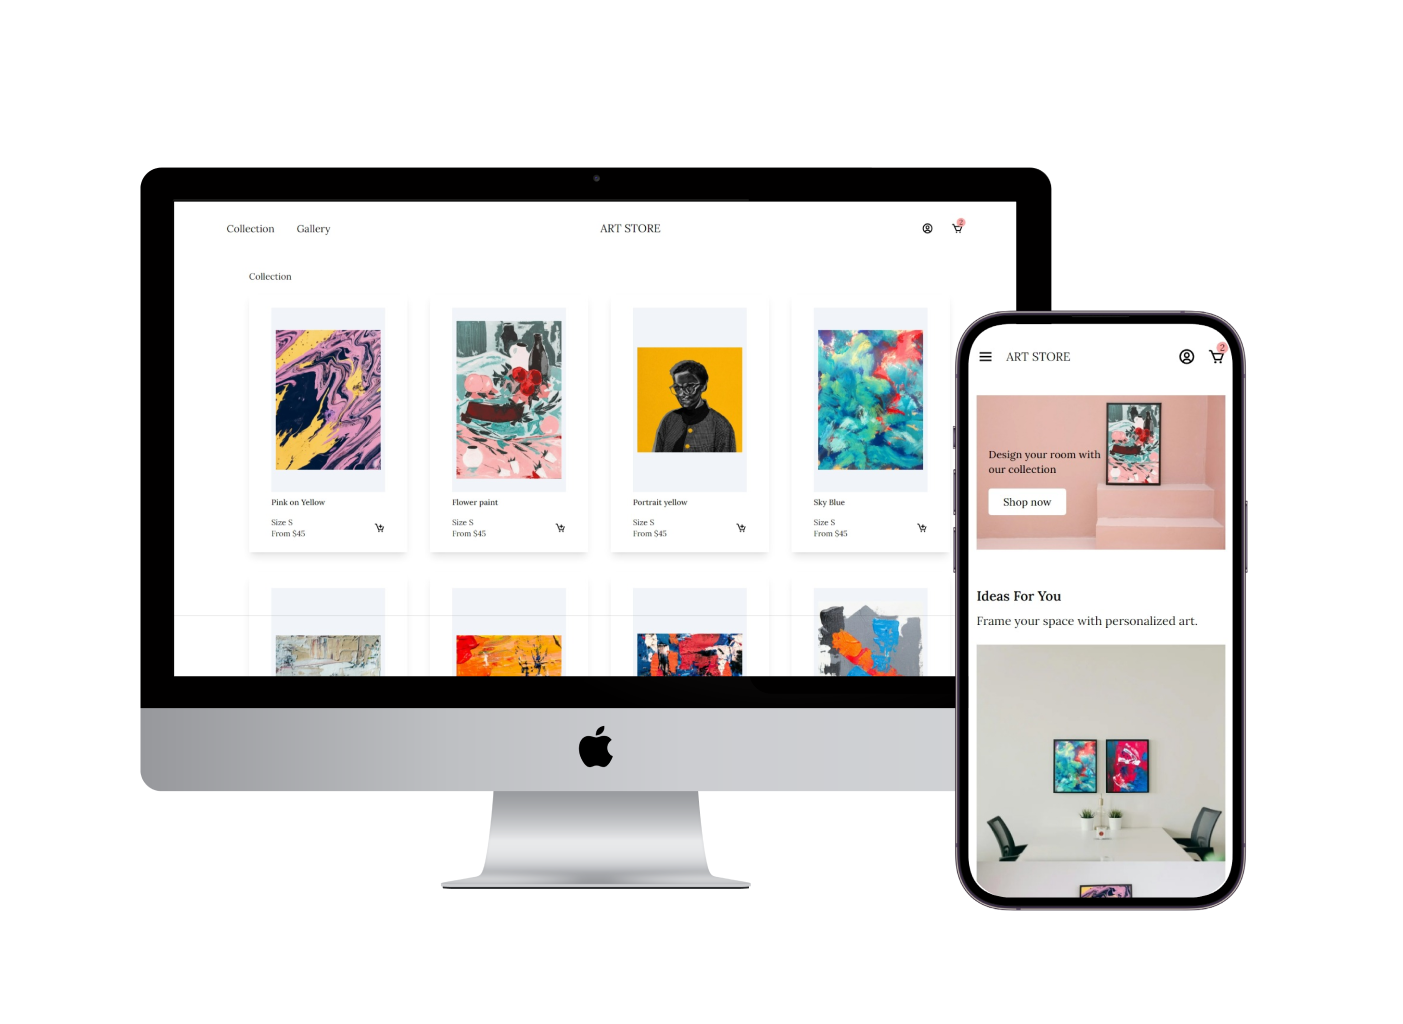 Collection Gallery ART STORE 2
Collection
Pink on Yellow
Size S
From $45
Flower paint
Size S
From $45
Portrait yellow
Size S
From $45
Sky Blue
Size S
From $45
ART STORE 2
Design your room with
our collection
Shop now
Ideas For You
Frame your space with personalized art.